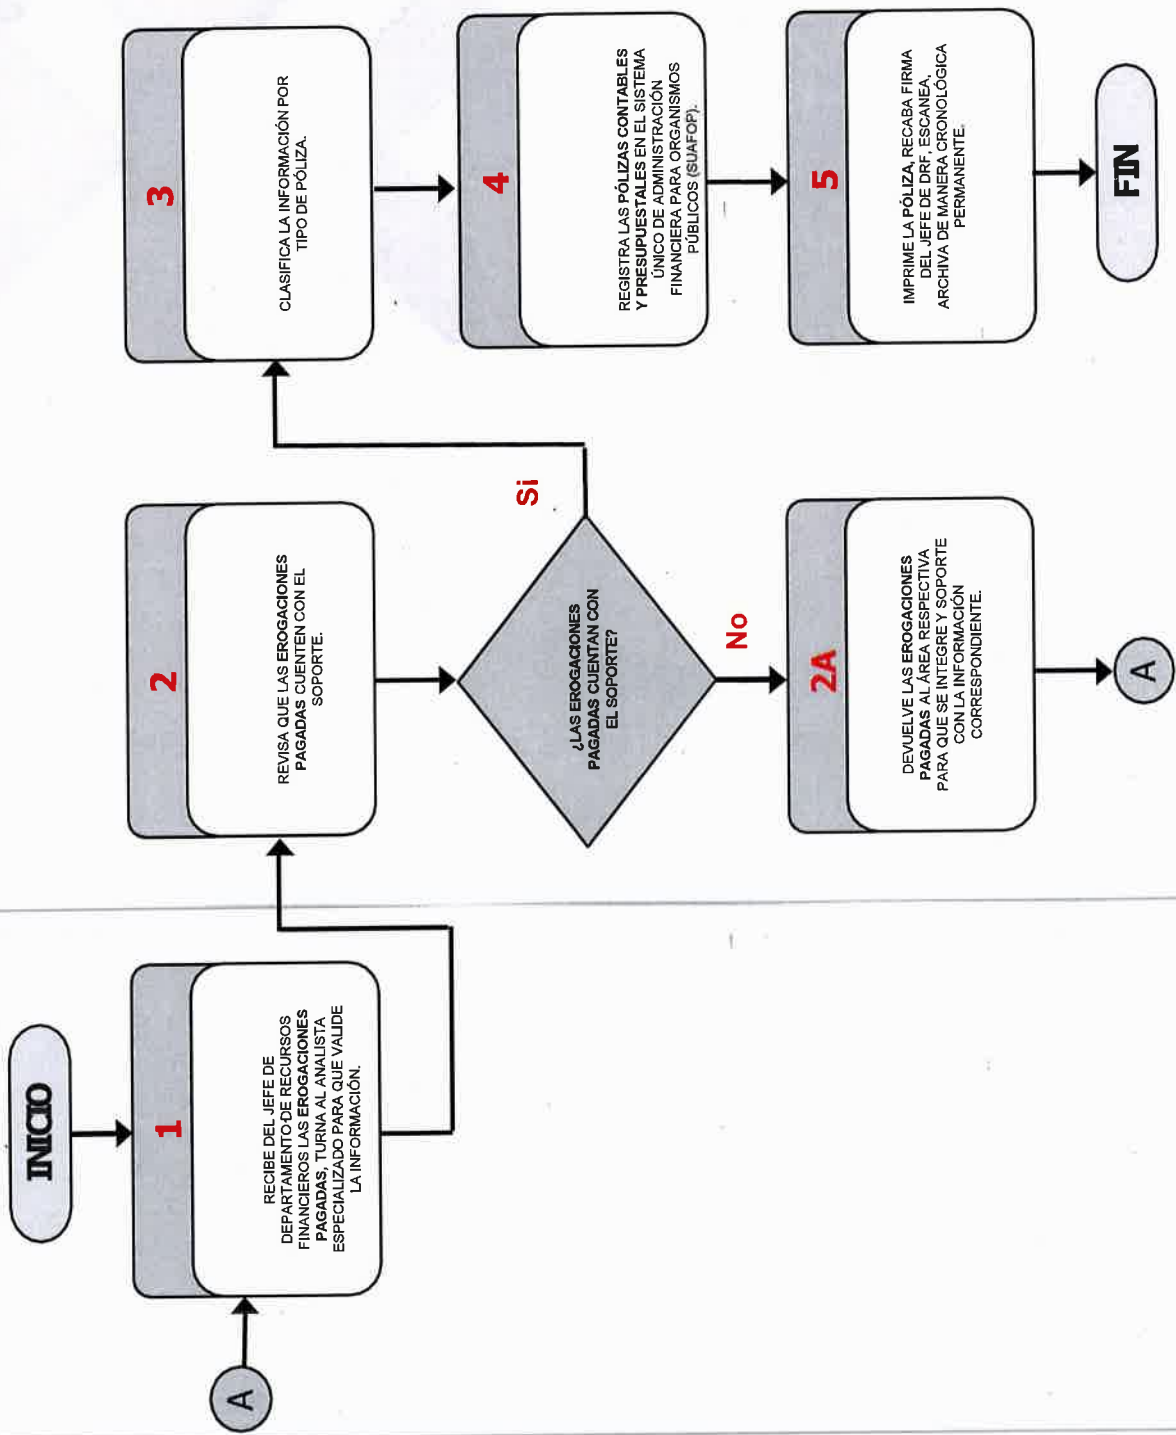 INICIO
A
1
RECIBE DEL JEFE DE
DEPARTAMENTO DE RECURSOS
FINANCIEROS LAS EROGACIONES
PAGADAS, TURNA AL ANALISTA
ESPECIALIZADO PARA QUE VALIDE
LA INFORMACIÓN.
2
REVISA QUE LAS EROGACIONES
PAGADAS CUENTEN CON EL
SOPORTE.
¿LAS EROGACIONES
PAGADAS CUENTAN CON
EL SOPORTE?
Si
No
2A
DEVUELVE LAS EROGACIONES
PAGADAS AL ÁREA RESPECTIVA
PARA QUE SE INTEGRE Y SOPORTE
CON LA INFORMACIÓN
CORRESPONDIENTE.
A
3
CLASIFICA LA INFORMACIÓN POR
TIPO DE PÓLIZA.
4
REGISTRA LAS PÓLIZAS CONTABLES
Y PRESUPUESTALES EN EL SISTEMA
ÚNICO DE ADMINISTRACIÓN
FINANCIERA PARA ORGANISMOS
PÚBLICOS (SUAFOP).
5
IMPRIME LA PÓLIZA, RECABA FIRMA
DEL JEFE DE DRF, ESCANEA,
ARCHIVA DE MANERA CRONOLÓGICA
PERMANENTE.
FIN